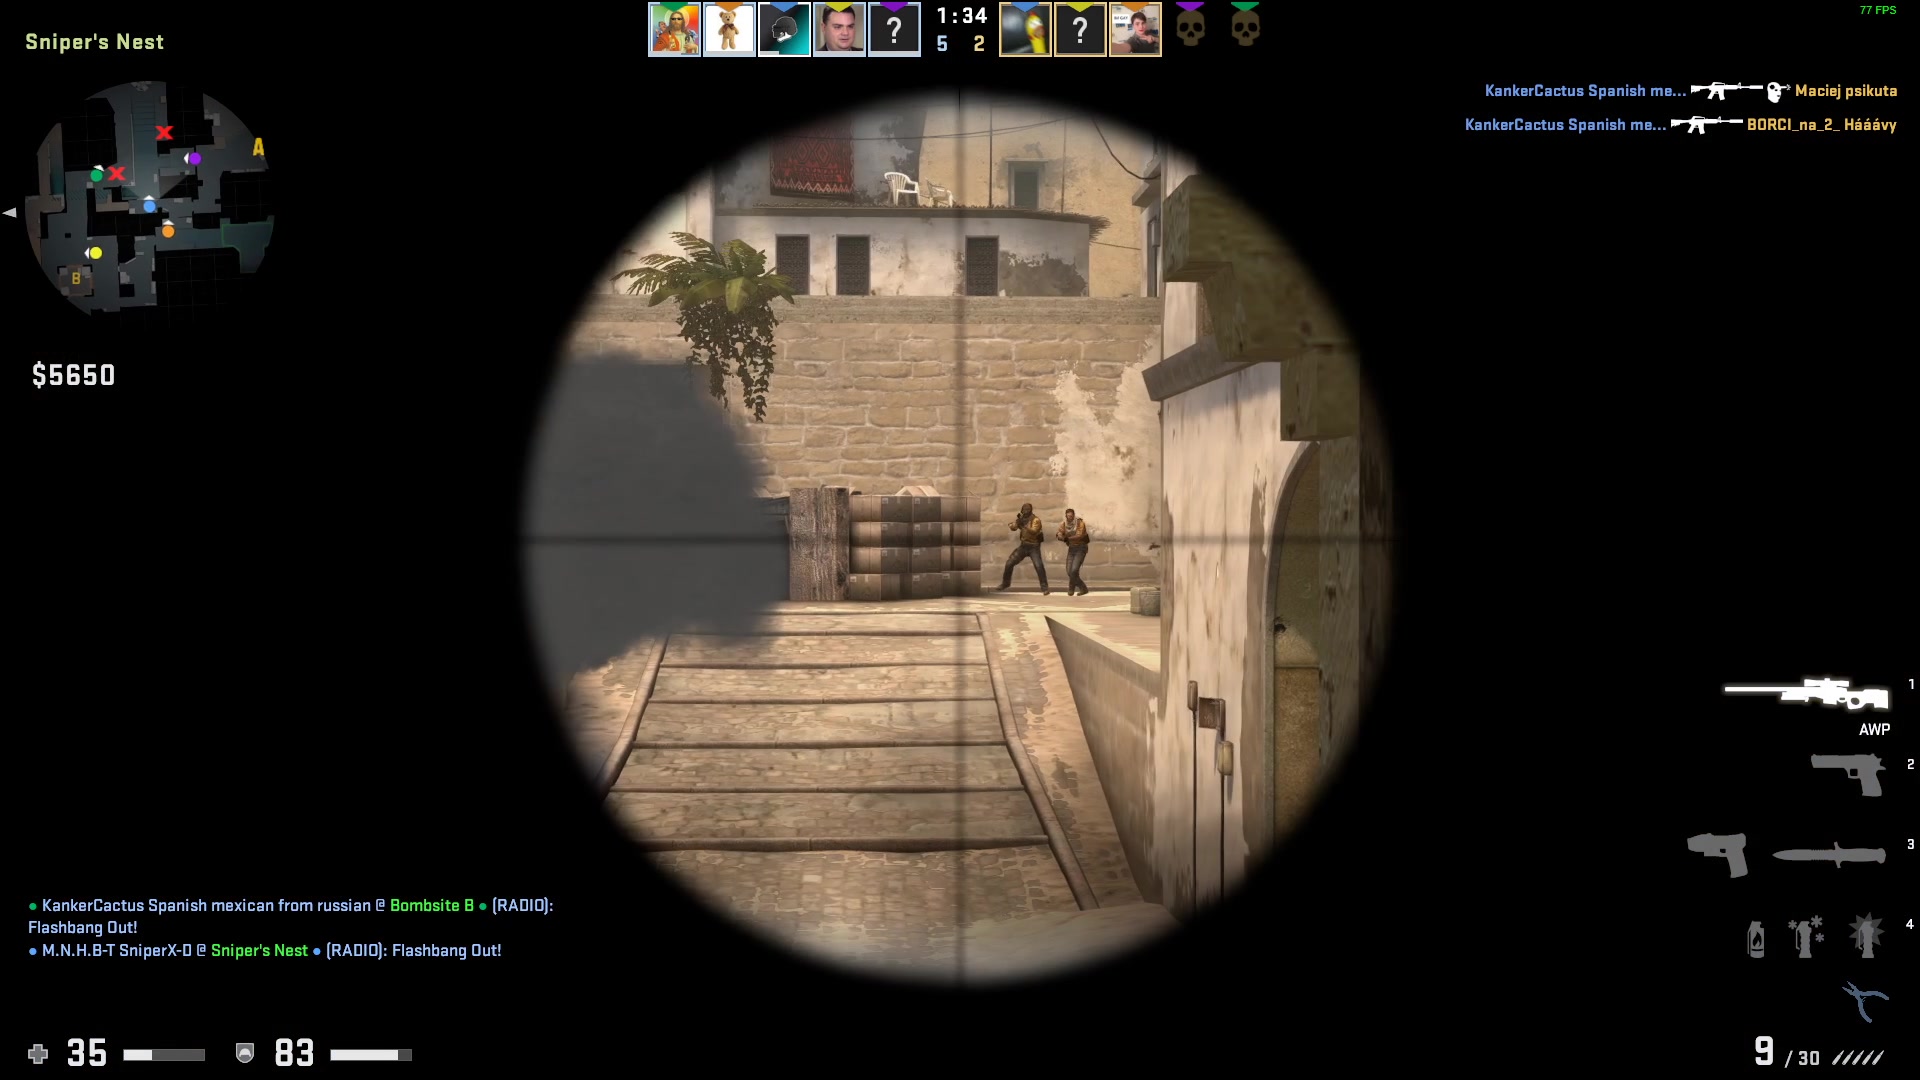 77 FPS
Sniper's Nest
? 1:34 ?
5 2
KankerCactus Spanish me... Maciej psikuta
KankerCactus Spanish me... BORCI_na_2_ Hááávy
A
B
$5650
1
AWP
2
3
4
● KankerCactus Spanish mexican from russian @ Bombsite B ● (RADIO):
Flashbang Out!
● M.N.H.B-T SniperX-D @ Sniper's Nest ● (RADIO): Flashbang Out!
35 83
9 / 30